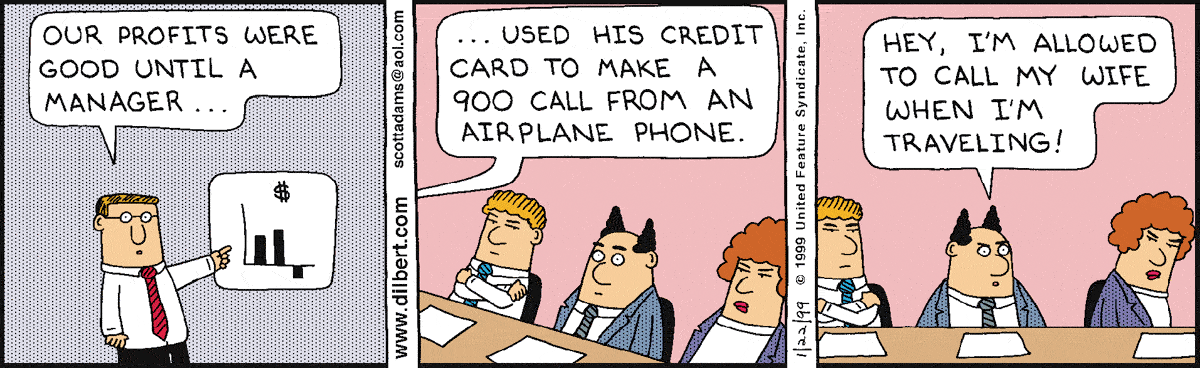 OUR PROFITS WERE
GOOD UNTIL A
MANAGER ...
$
www.dilbert.com scottadams@aol.com
... USED HIS CREDIT
CARD TO MAKE A
900 CALL FROM AN
AIRPLANE PHONE.
1/22/99 © 1999 United Feature Syndicate, Inc.
HEY, I'M ALLOWED
TO CALL MY WIFE
WHEN I'M
TRAVELING!